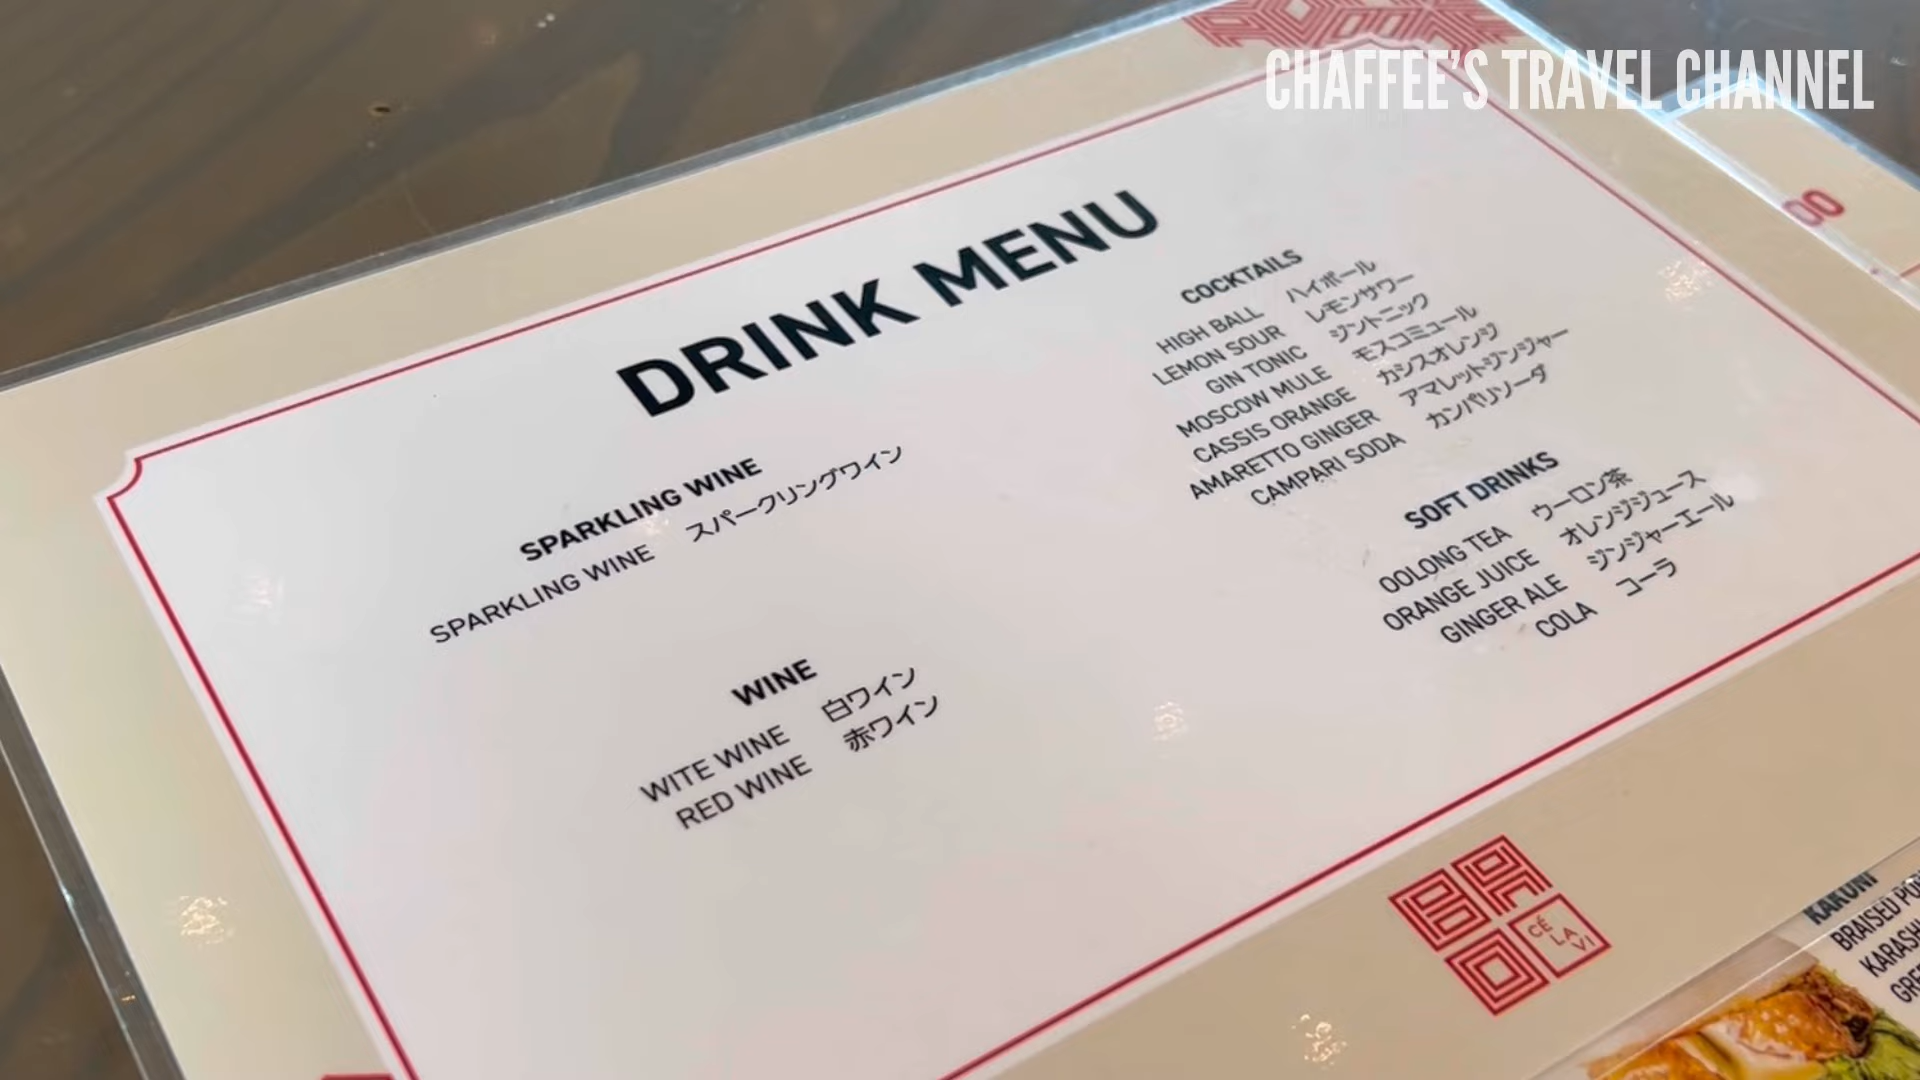 CHAFFEE'S TRAVEL CHANNEL
DRINK MENU
SPARKLING WINE
SPARKLING WINE スパークリングワイン
WINE
WITE WINE 白ワイン
RED WINE 赤ワイン
COCKTAILS
HIGH BALL ハイボール
LEMON SOUR レモンサワー
GIN TONIC ジントニック
MOSCOW MULE モスコミュール
CASSIS ORANGE カシスオレンジ
AMARETTO GINGER アマレットジンジャー
CAMPARI SODA カンパリソーダ
SOFT DRINKS
OOLONG TEA ウーロン茶
ORANGE JUICE オレンジジュース
GINGER ALE ジンジャーエール
COLA コーラ
CÉ
LA
VI
KAKUNI
BRAISED